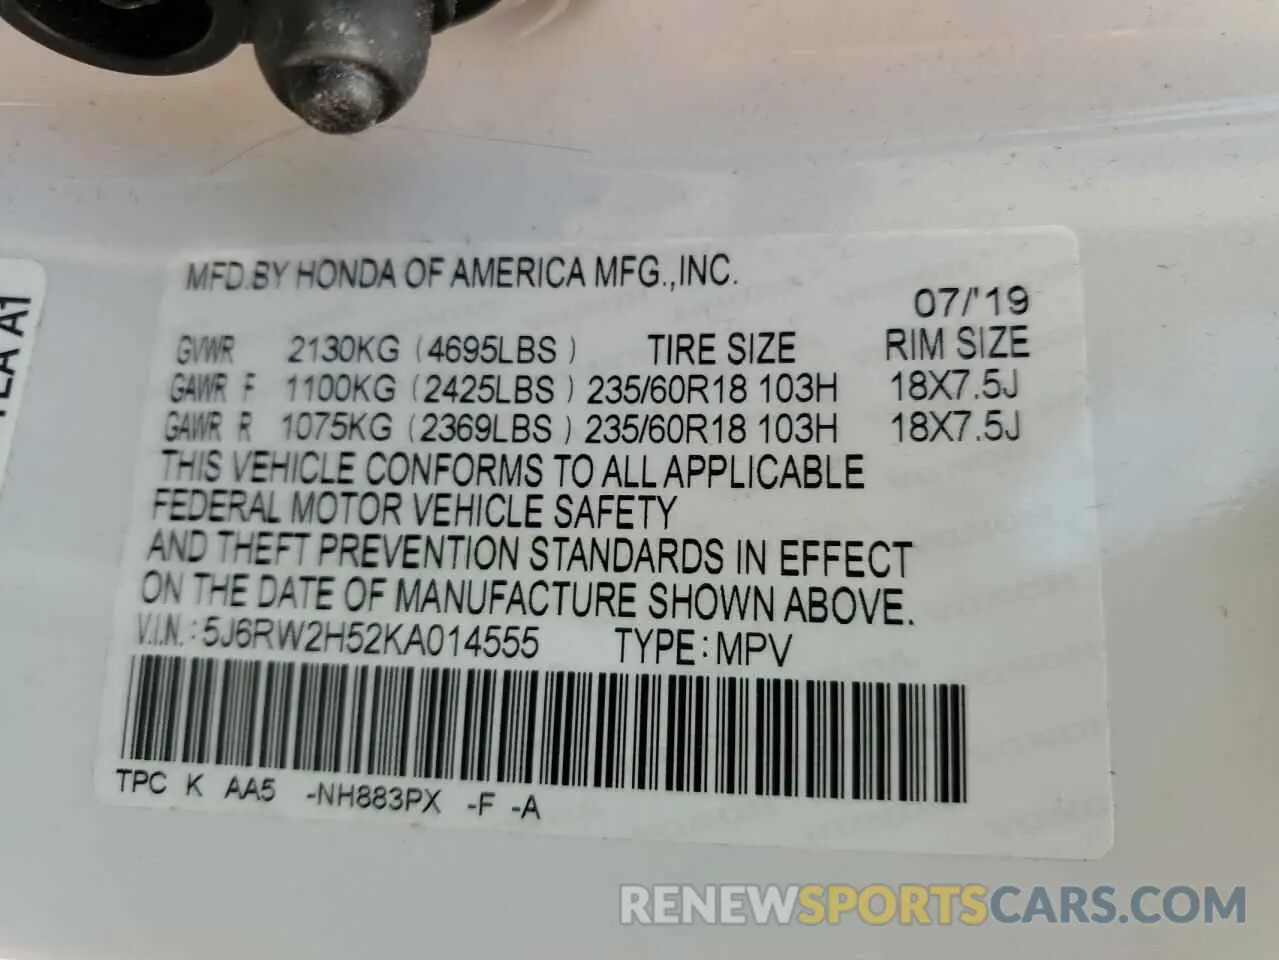 MFD.BY HONDA OF AMERICA MFG.,INC.
07/'19
GVWR 2130KG (4695LBS ) TIRE SIZE RIM SIZE
GAWR F 1100KG (2425LBS ) 235/60R18 103H 18X7.5J
GAWR R 1075KG (2369LBS ) 235/60R18 103H 18X7.5J
THIS VEHICLE CONFORMS TO ALL APPLICABLE
FEDERAL MOTOR VEHICLE SAFETY
AND THEFT PREVENTION STANDARDS IN EFFECT
ON THE DATE OF MANUFACTURE SHOWN ABOVE.
V.I.N.: 5J6RW2H52KA014555 TYPE: MPV
TPC K AA5 -NH883PX -F -A
A1
RENEWSPORTSCARS.COM